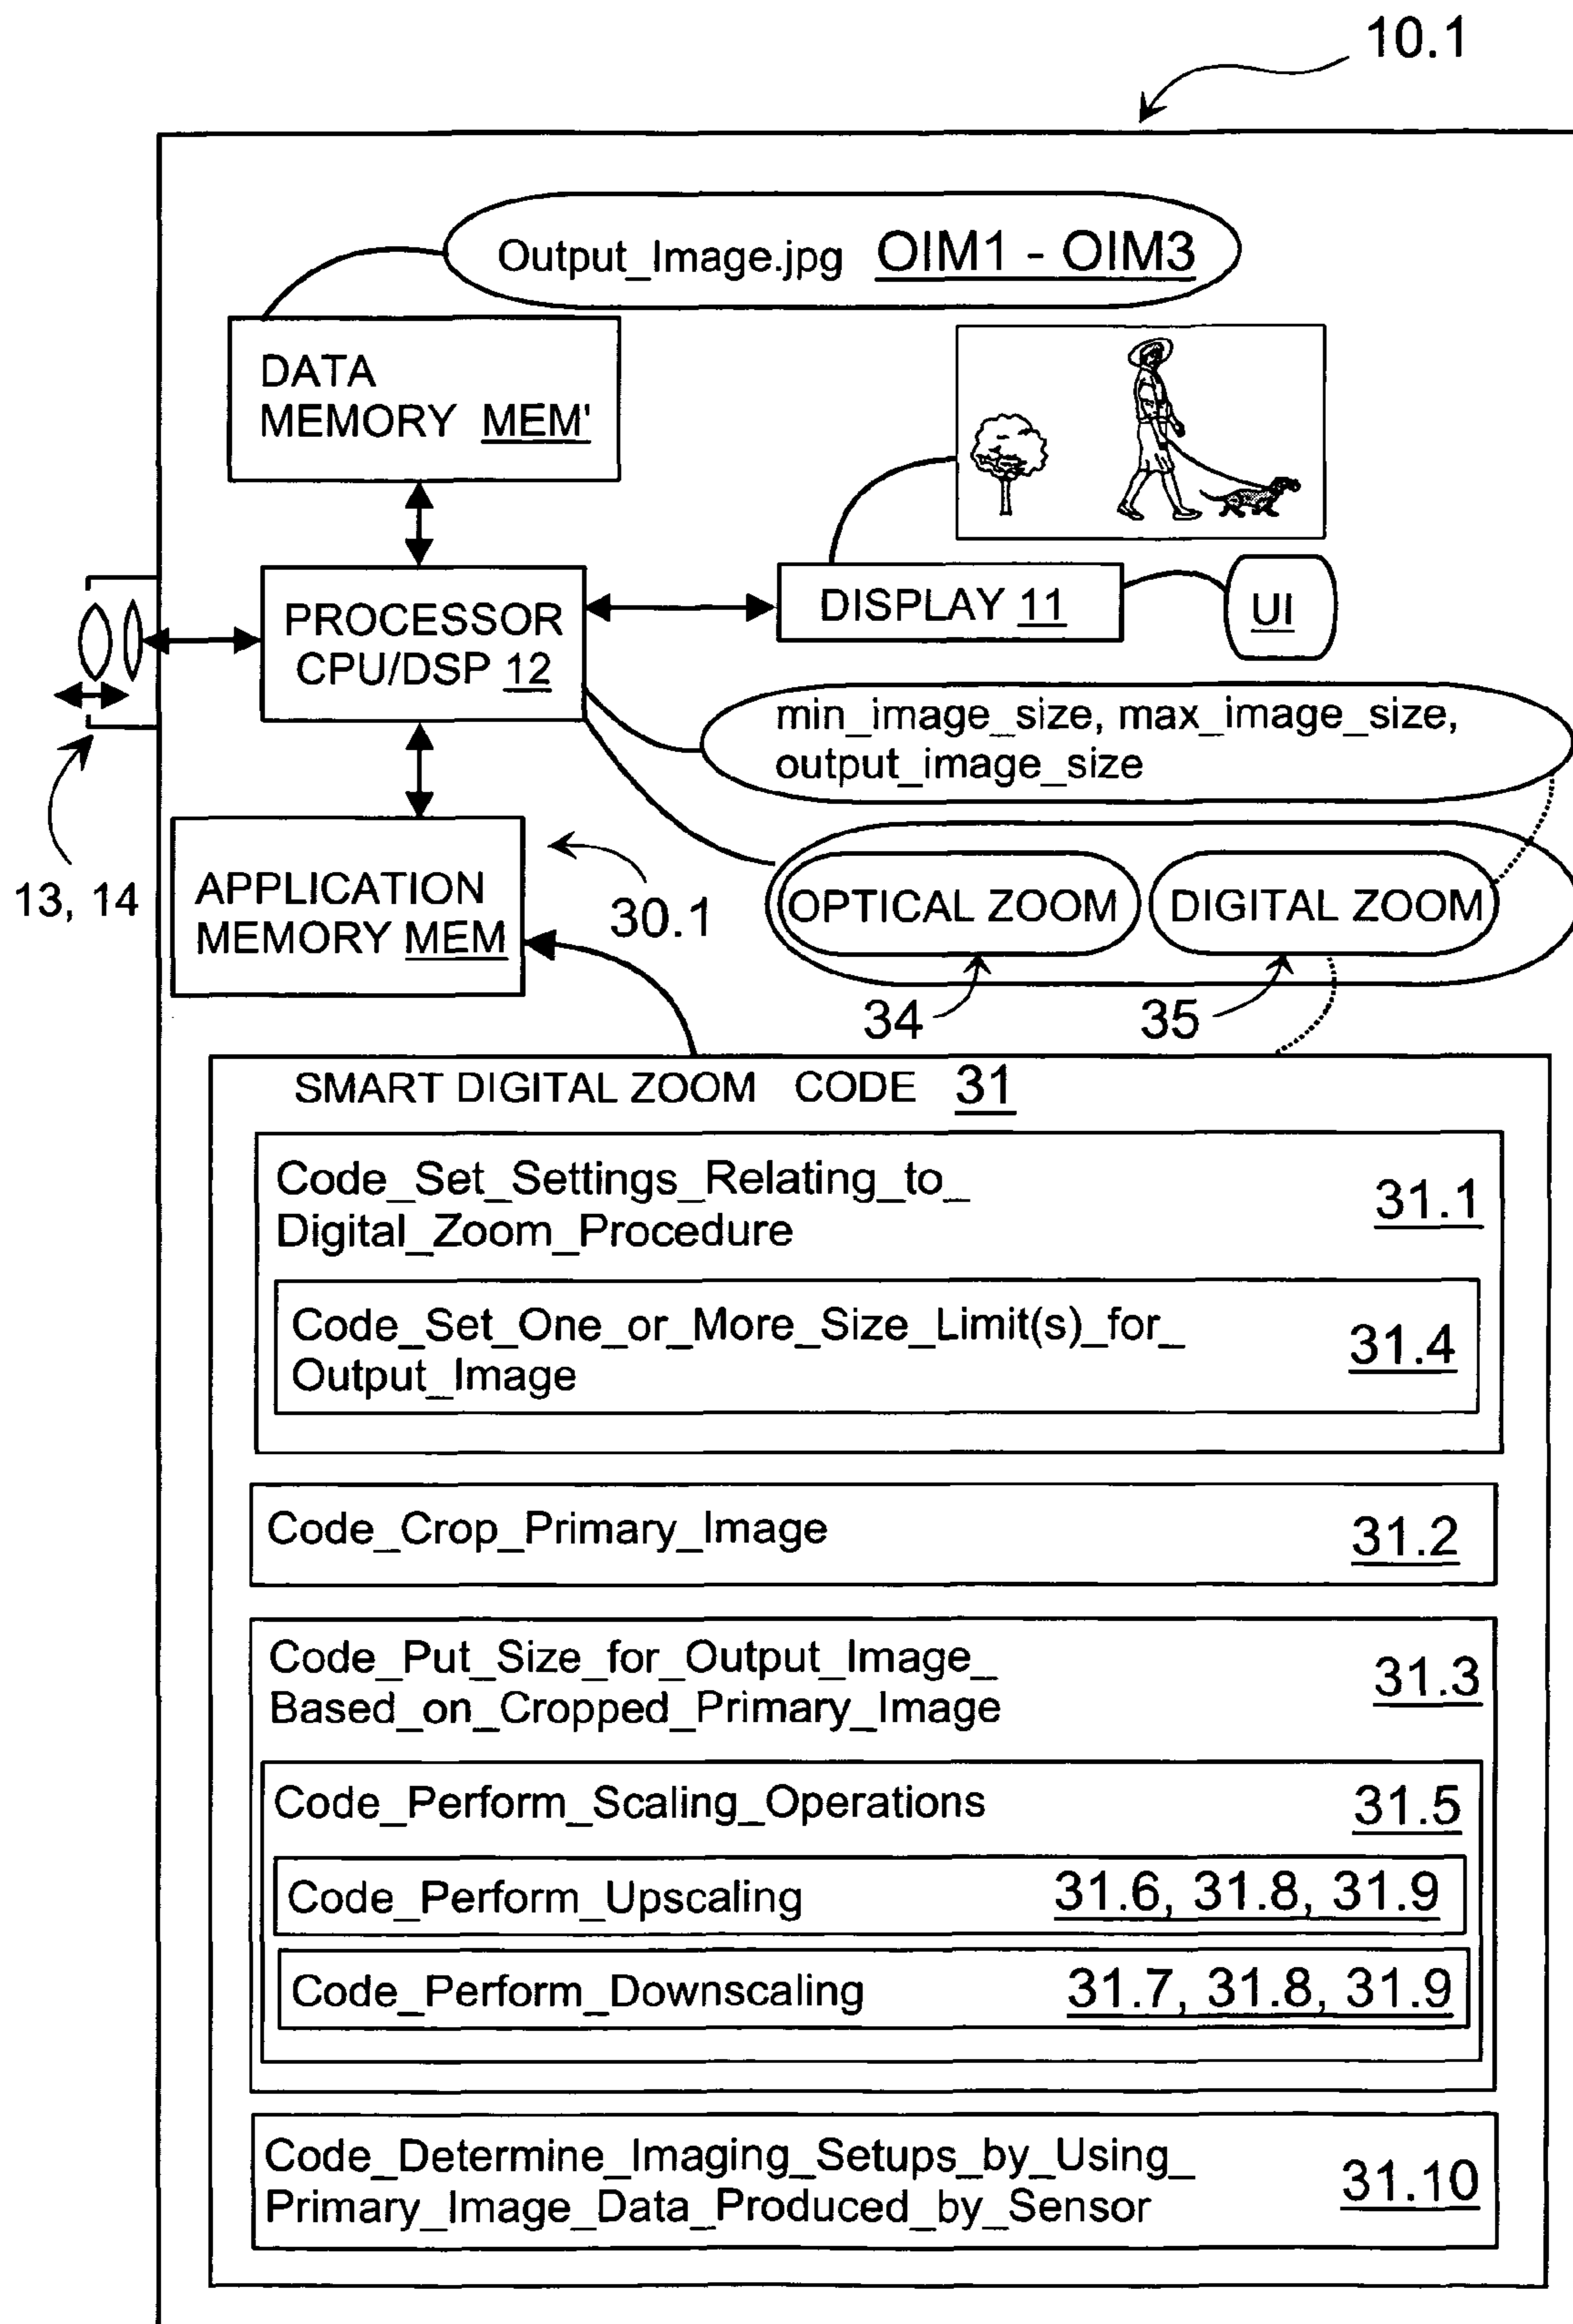 10.1
Output_Image.jpg OIM1 - OIM3
DATA
MEMORY MEM'
PROCESSOR
CPU/DSP 12
DISPLAY 11
UI
min_image_size, max_image_size,
output_image_size
13, 14
APPLICATION
MEMORY MEM
30.1
OPTICAL ZOOM
DIGITAL ZOOM
34
35
SMART DIGITAL ZOOM CODE 31
Code_Set_Settings_Relating_to_
Digital_Zoom_Procedure
31.1
Code_Set_One_or_More_Size_Limit(s)_for_
Output_Image
31.4
Code_Crop_Primary_Image
31.2
Code_Put_Size_for_Output_Image_
Based_on_Cropped_Primary_Image
31.3
Code_Perform_Scaling_Operations
31.5
Code_Perform_Upscaling
31.6, 31.8, 31.9
Code_Perform_Downscaling
31.7, 31.8, 31.9
Code_Determine_Imaging_Setups_by_Using_
Primary_Image_Data_Produced_by_Sensor
31.10